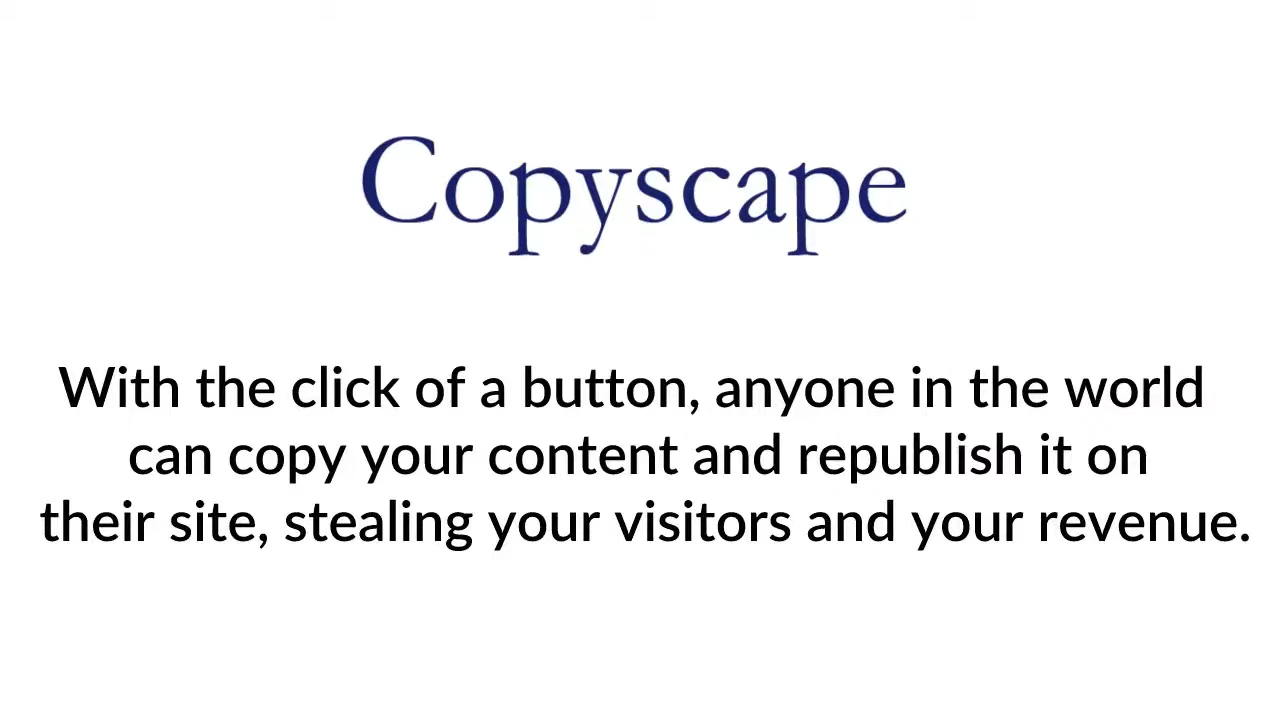 Copyscape
With the click of a button, anyone in the world
can copy your content and republish it on
their site, stealing your visitors and your revenue.